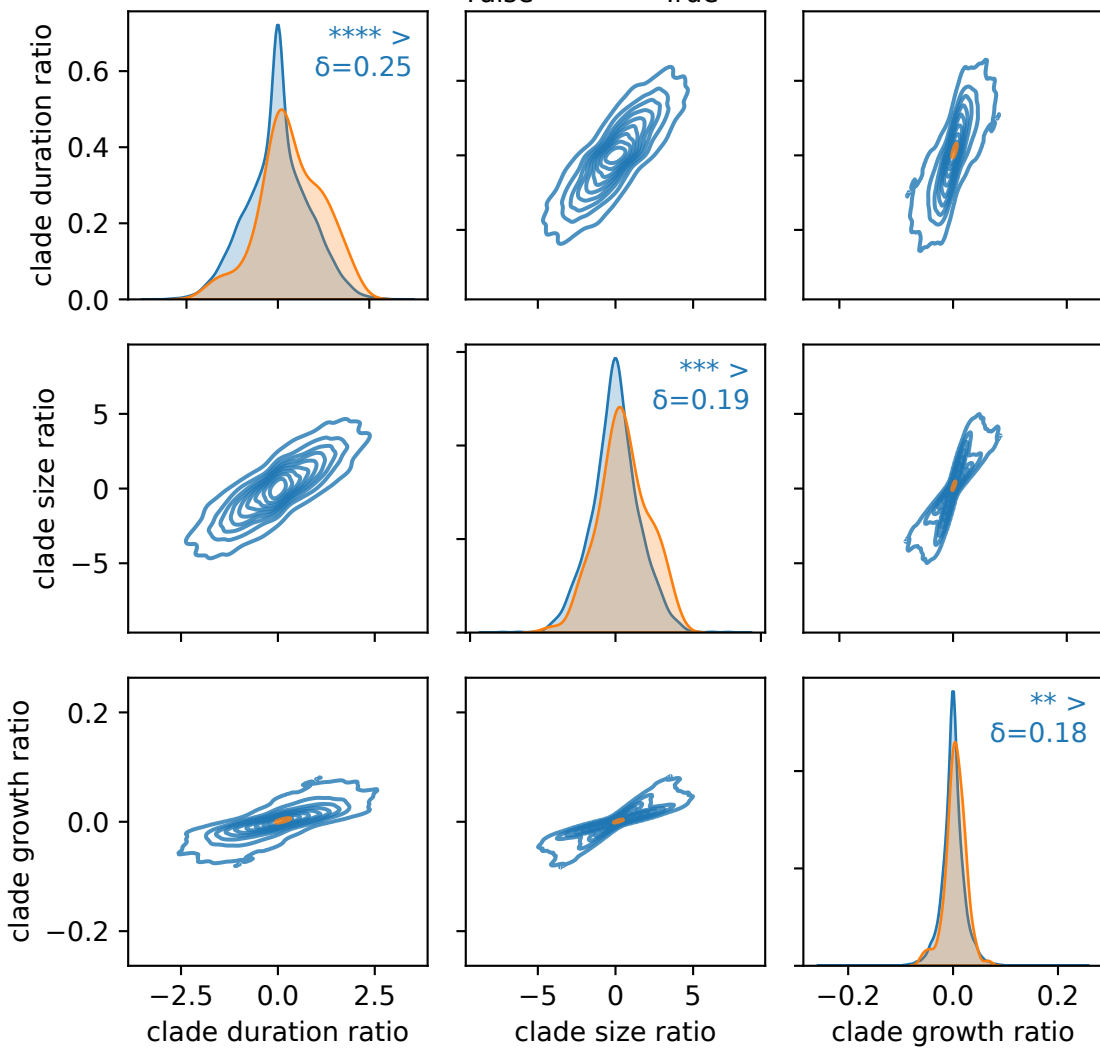 **** >
δ=0.25
clade duration ratio
0.6
0.4
0.2
0.0
*** >
δ=0.19
clade size ratio
5
0
−5
** >
δ=0.18
clade growth ratio
0.2
0.0
−0.2
−2.5 0.0 2.5
−5 0 5
−0.2 0.0 0.2
clade duration ratio
clade size ratio
clade growth ratio